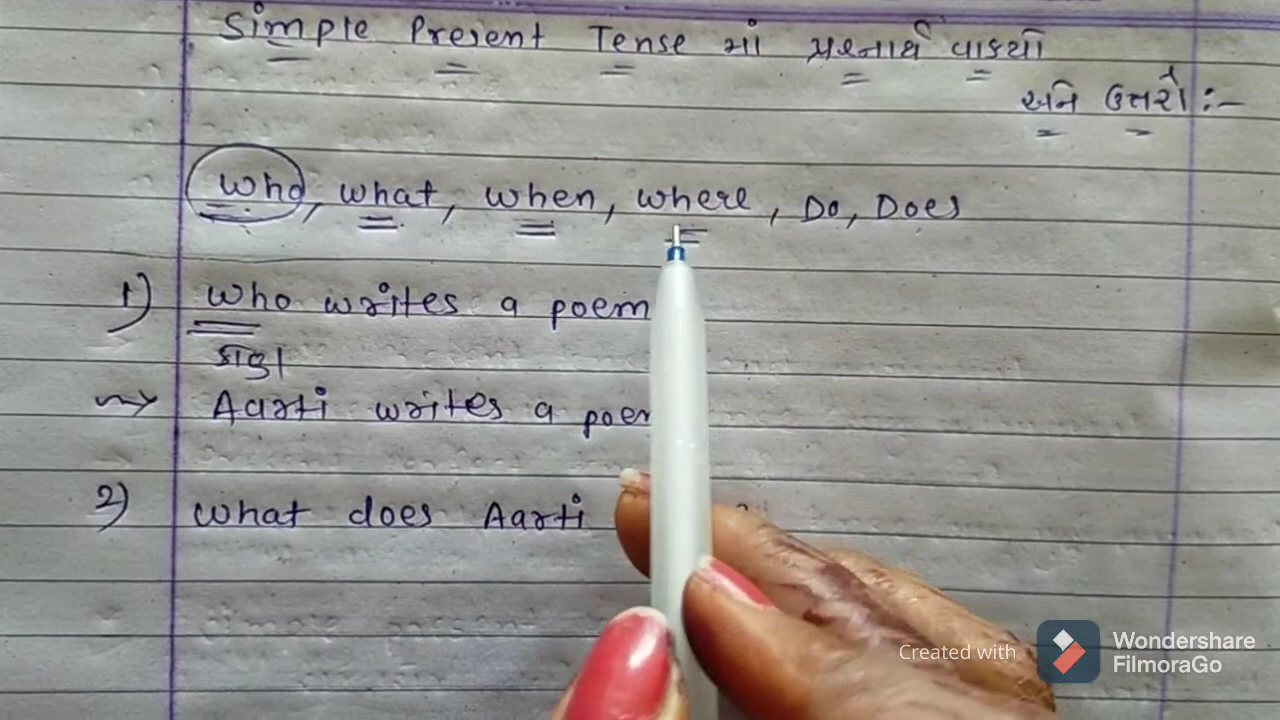 Simple Present Tense માં પ્રશ્નાર્થ વાક્યો
અને ઉત્તરો :-
Who, what, when, where, Do, Does
1) Who writes a poem
કોણ
Aarti writes a poem
2) What does Aarti
Created with Wondershare FilmoraGo